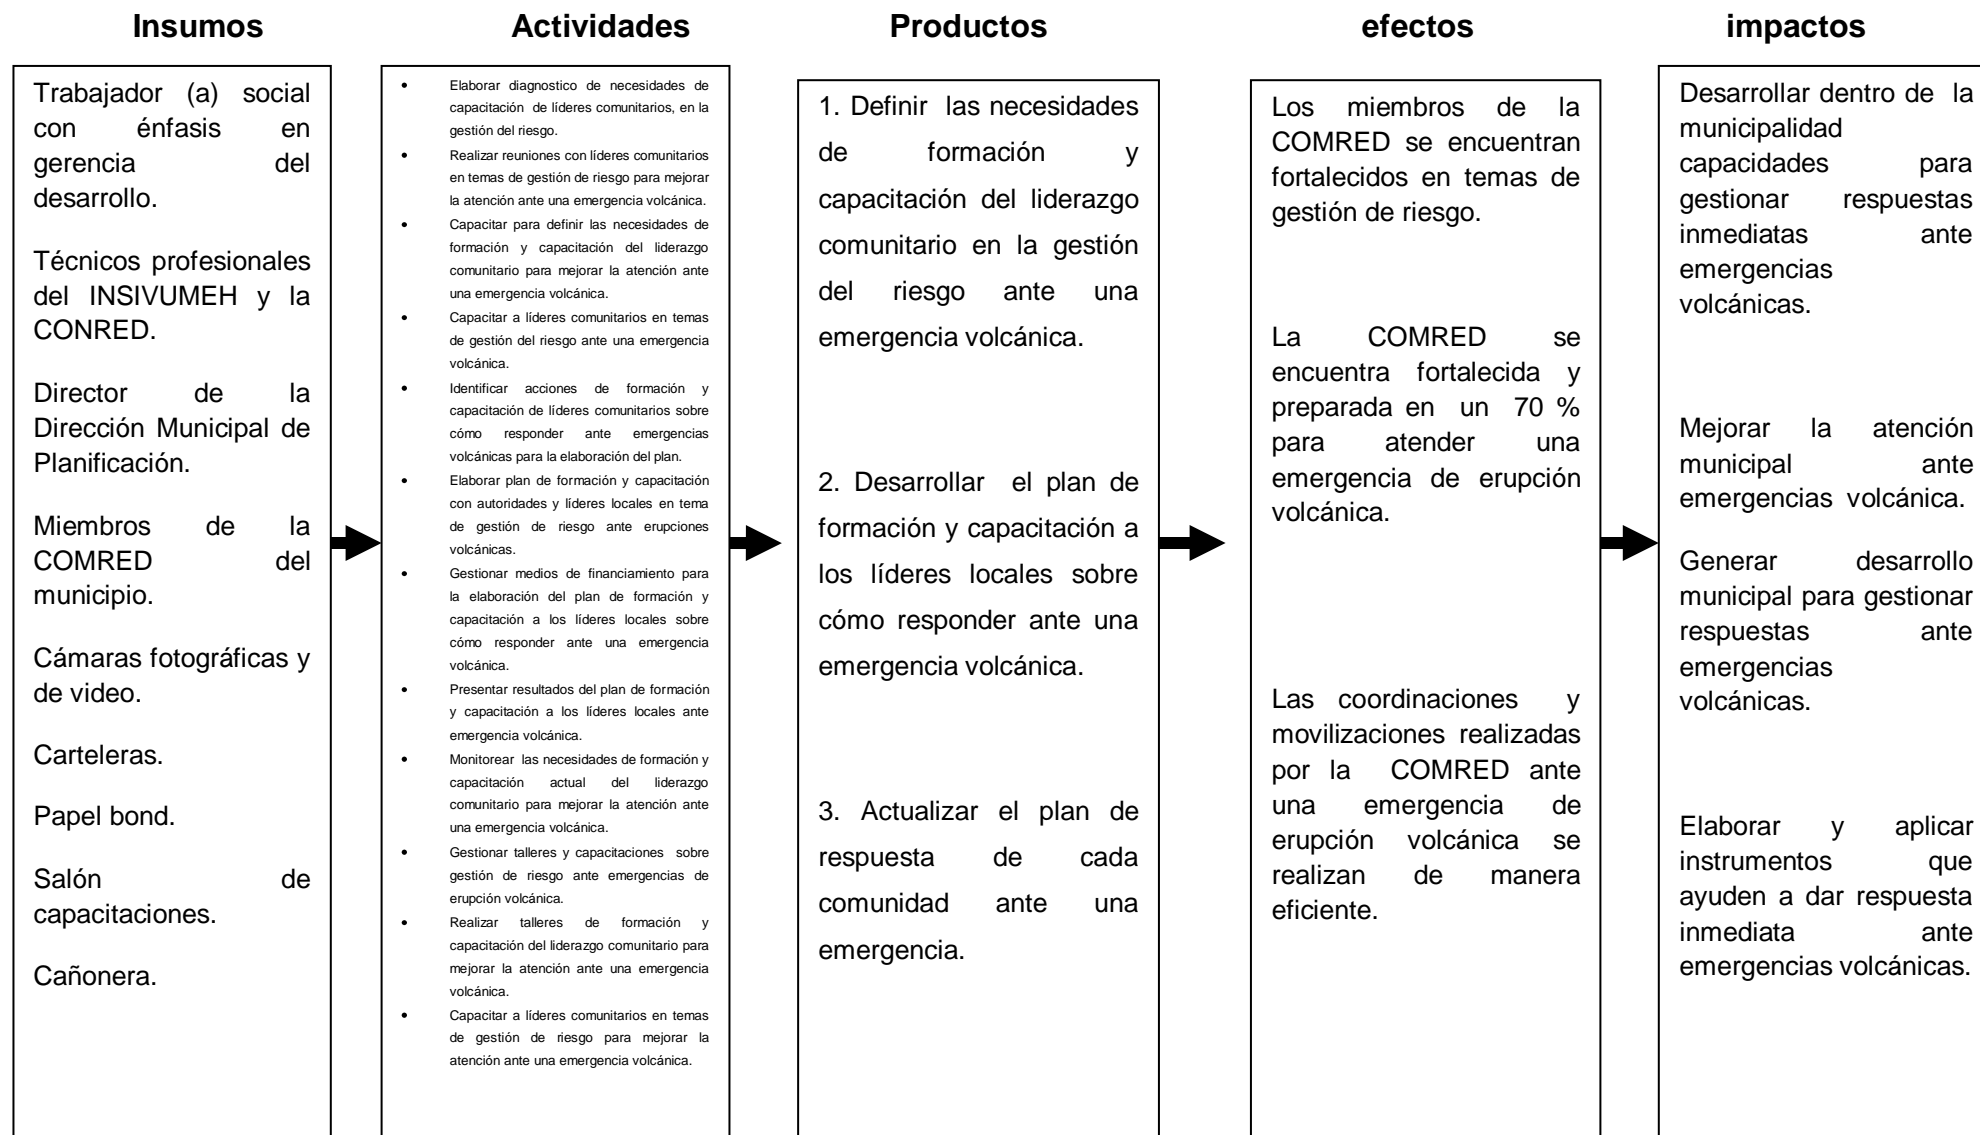 Insumos
Actividades
Productos
efectos
impactos
Trabajador (a) social
con énfasis en
gerencia del
desarrollo.
Técnicos profesionales
del INSIVUMEH y la
CONRED.
Director de la
Dirección Municipal de
Planificación.
Miembros de la
COMRED del
municipio.
Cámaras fotográficas y
de video.
Carteleras.
Papel bond.
Salón de
capacitaciones.
Cañonera.
• Elaborar diagnostico de necesidades de
capacitación de líderes comunitarios, en la
gestión del riesgo.
• Realizar reuniones con líderes comunitarios
en temas de gestión de riesgo para mejorar
la atención ante una emergencia volcánica.
• Capacitar para definir las necesidades de
formación y capacitación del liderazgo
comunitario para mejorar la atención ante
una emergencia volcánica.
• Capacitar a líderes comunitarios en temas
de gestión del riesgo ante una emergencia
volcánica.
• Identificar acciones de formación y
capacitación de líderes comunitarios sobre
cómo responder ante emergencias
volcánicas para la elaboración del plan.
• Elaborar plan de formación y capacitación
con autoridades y líderes locales en tema
de gestión de riesgo ante erupciones
volcánicas.
• Gestionar medios de financiamiento para
la elaboración del plan de formación y
capacitación a los líderes locales sobre
cómo responder ante una emergencia
volcánica.
• Presentar resultados del plan de formación
y capacitación a los líderes locales ante
emergencia volcánica.
• Monitorear las necesidades de formación y
capacitación actual del liderazgo
comunitario para mejorar la atención ante
una emergencia volcánica.
• Gestionar talleres y capacitaciones sobre
gestión de riesgo ante emergencias de
erupción volcánica.
• Realizar talleres de formación y
capacitación del liderazgo comunitario para
mejorar la atención ante una emergencia
volcánica.
• Capacitar a líderes comunitarios en temas
de gestión de riesgo para mejorar la
atención ante una emergencia volcánica.
1. Definir las necesidades
de formación y
capacitación del liderazgo
comunitario en la gestión
del riesgo ante una
emergencia volcánica.
2. Desarrollar el plan de
formación y capacitación a
los líderes locales sobre
cómo responder ante una
emergencia volcánica.
3. Actualizar el plan de
respuesta de cada
comunidad ante una
emergencia.
Los miembros de la
COMRED se encuentran
fortalecidos en temas de
gestión de riesgo.
La COMRED se
encuentra fortalecida y
preparada en un 70 %
para atender una
emergencia de erupción
volcánica.
Las coordinaciones y
movilizaciones realizadas
por la COMRED ante
una emergencia de
erupción volcánica se
realizan de manera
eficiente.
Desarrollar dentro de la
municipalidad
capacidades para
gestionar respuestas
inmediatas ante
emergencias
volcánicas.
Mejorar la atención
municipal ante
emergencias volcánica.
Generar desarrollo
municipal para gestionar
respuestas ante
emergencias
volcánicas.
Elaborar y aplicar
instrumentos que
ayuden a dar respuesta
inmediata ante
emergencias volcánicas.